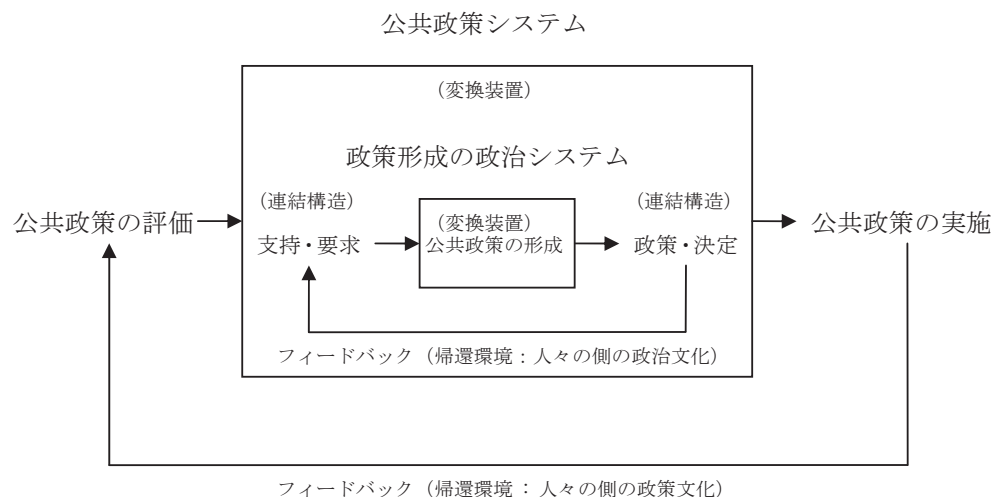 公共政策システム
（変換装置）
政策形成の政治システム
（連結構造）
（連結構造）
公共政策の評価
支持・要求
（変換装置）
公共政策の形成
政策・決定
公共政策の実施
フィードバック（帰還環境：人々の側の政治文化）
フィードバック（帰還環境：人々の側の政策文化）